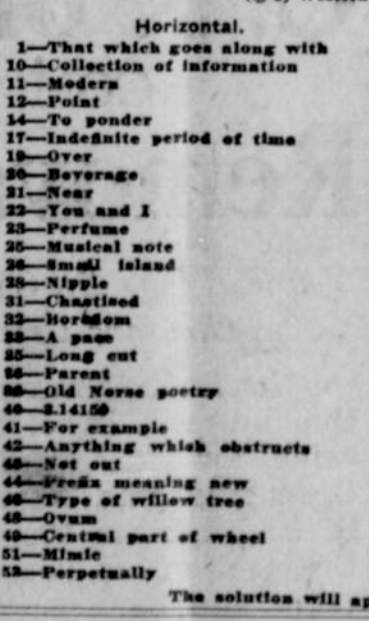 Horizontal.
1—That which goes along with
10—Collection of information
11—Modern
12—Point
14—To ponder
17—Indefinite period of time
19—Over
20—Beverage
21—Near
22—You and I
23—Perfume
25—Musical note
26—Small island
28—Nipple
31—Chastised
32—Boredom
33—A pace
35—Long cut
36—Parent
39—Old Norse poetry
40—3.14159
41—For example
42—Anything which obstructs
43—Not out
44—Prefix meaning new
46—Type of willow tree
48—Ovum
49—Central part of wheel
51—Mimic
52—Perpetually
The solution will